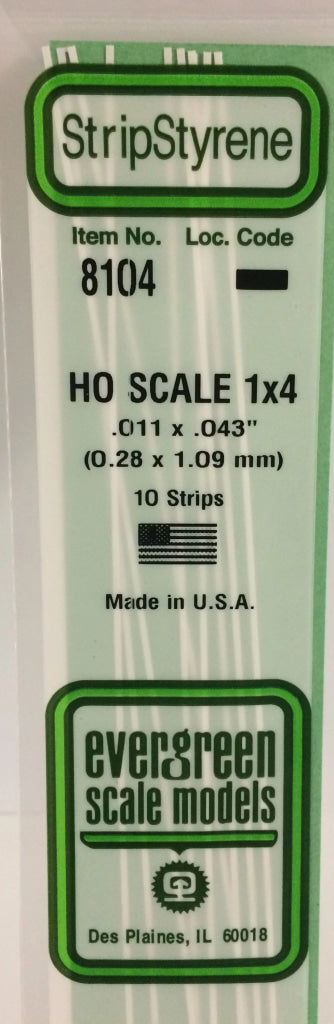 StripStyrene
Item No. Loc. Code
8104
HO SCALE 1x4
.011 x .043"
(0.28 x 1.09 mm)
10 Strips
Made in U.S.A.
evergreen
scale models
Des Plaines, IL 60018